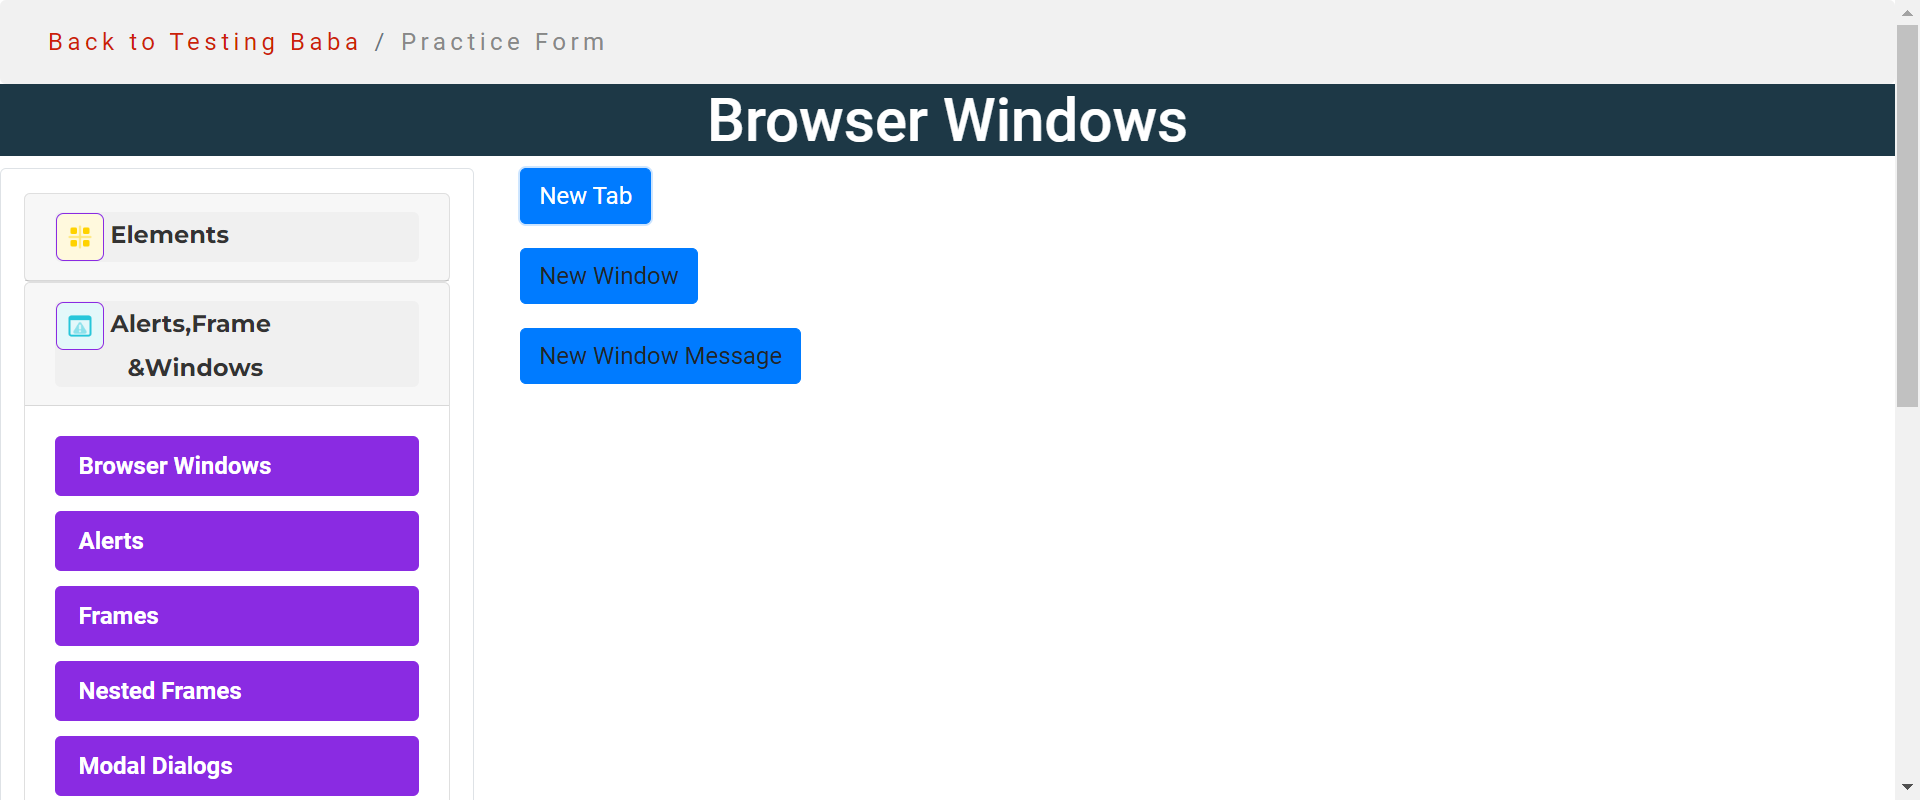 Back to Testing Baba / Practice Form
Browser Windows
Elements
Alerts,Frame
&Windows
Browser Windows
Alerts
Frames
Nested Frames
Modal Dialogs
New Tab
New Window
New Window Message